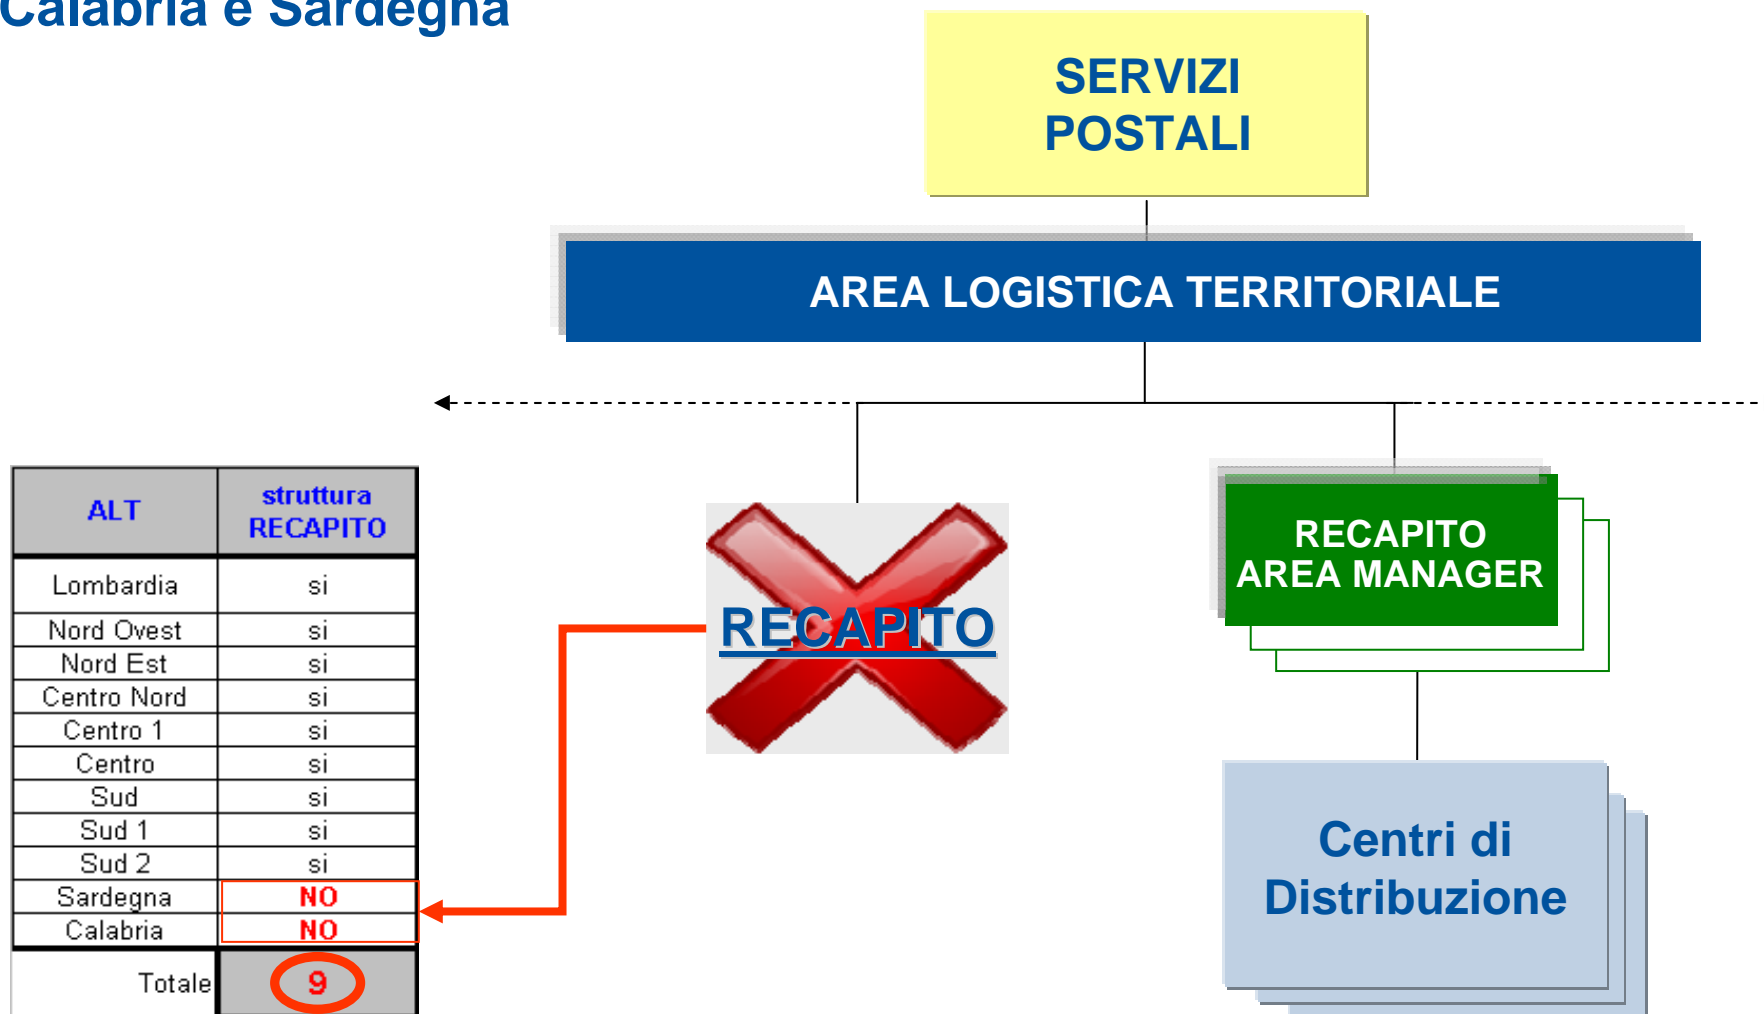 Calabria e Sardegna
SERVIZI
POSTALI
AREA LOGISTICA TERRITORIALE
RECAPITO
RECAPITO
AREA MANAGER
Centri di
Distribuzione
ALT struttura RECAPITO
Lombardia si
Nord Ovest si
Nord Est si
Centro Nord si
Centro 1 si
Centro si
Sud si
Sud 1 si
Sud 2 si
Sardegna NO
Calabria NO
Totale 9